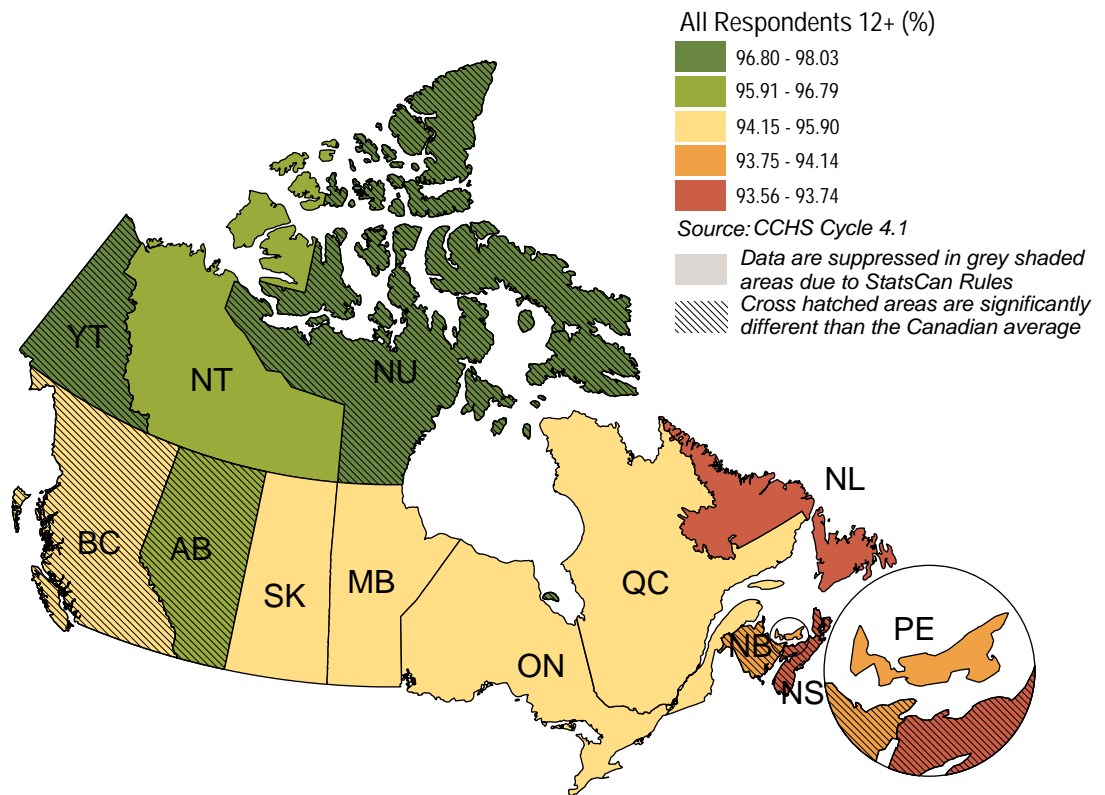 All Respondents 12+ (%)
96.80 - 98.03
95.91 - 96.79
94.15 - 95.90
93.75 - 94.14
93.56 - 93.74
Source: CCHS Cycle 4.1
Data are suppressed in grey shaded
areas due to StatsCan Rules
Cross hatched areas are significantly
different than the Canadian average
YT
NT
NU
NL
BC
AB
SK
MB
QC
ON
PE
NB
NS